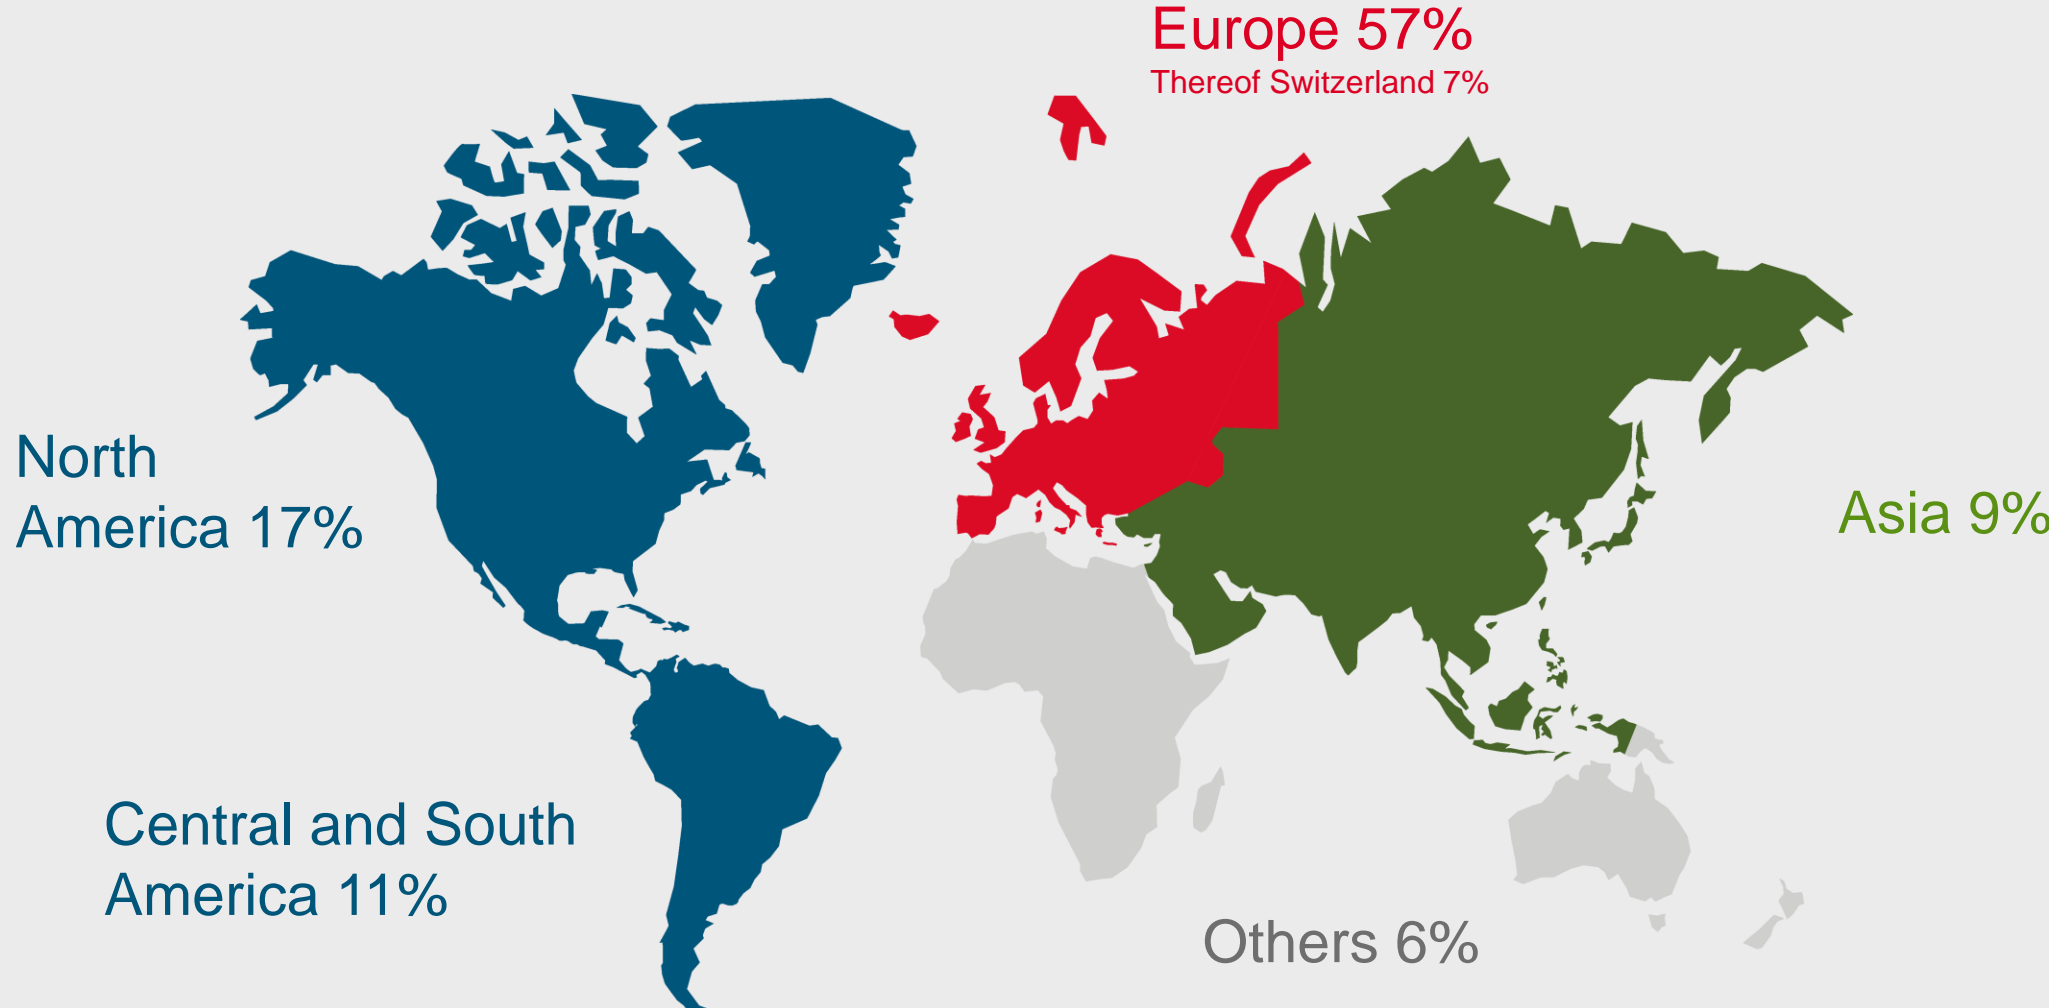 Europe 57%
Thereof Switzerland 7%
North
America 17%
Asia 9%
Central and South
America 11%
Others 6%